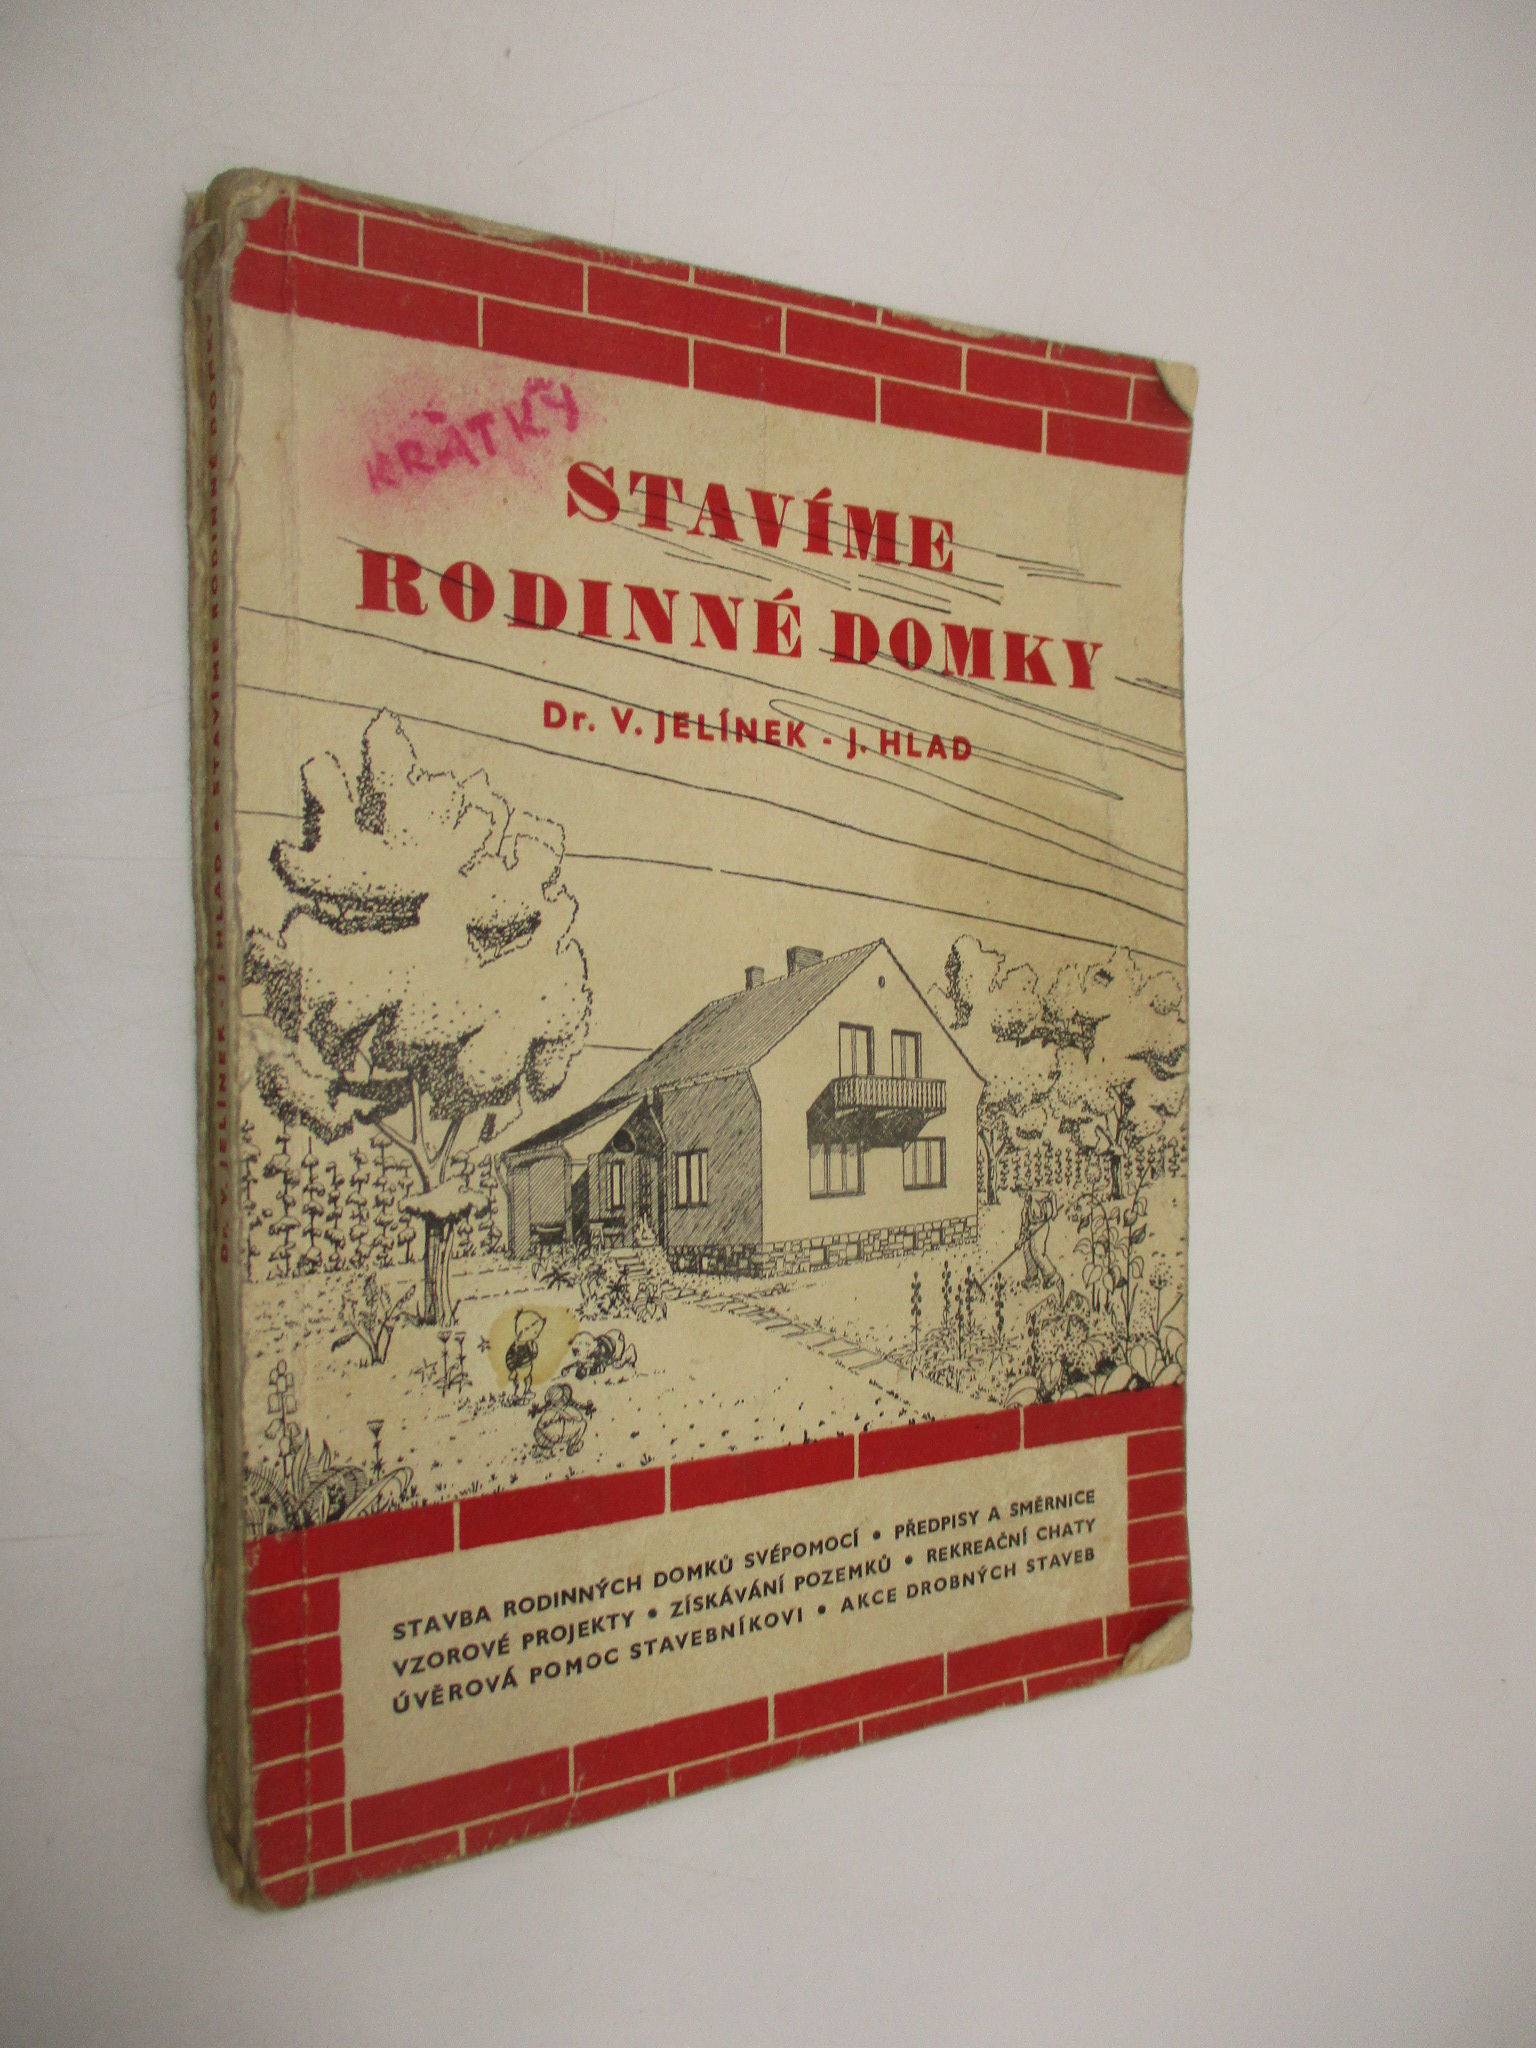 KRÁTKÝ
STAVÍME
RODINNÉ DOMKY
Dr. V. JELÍNEK - J. HLAD
STAVBA RODINNÝCH DOMKŮ SVÉPOMOCÍ • PŘEDPISY A SMĚRNICE
VZOROVÉ PROJEKTY • ZÍSKÁVÁNÍ POZEMKŮ • REKREAČNÍ CHATY
ÚVĚROVÁ POMOC STAVEBNÍKOVI • AKCE DROBNÝCH STAVEB
Dr. V. JELÍNEK - J. HLAD • STAVÍME RODINNÉ DOMKY